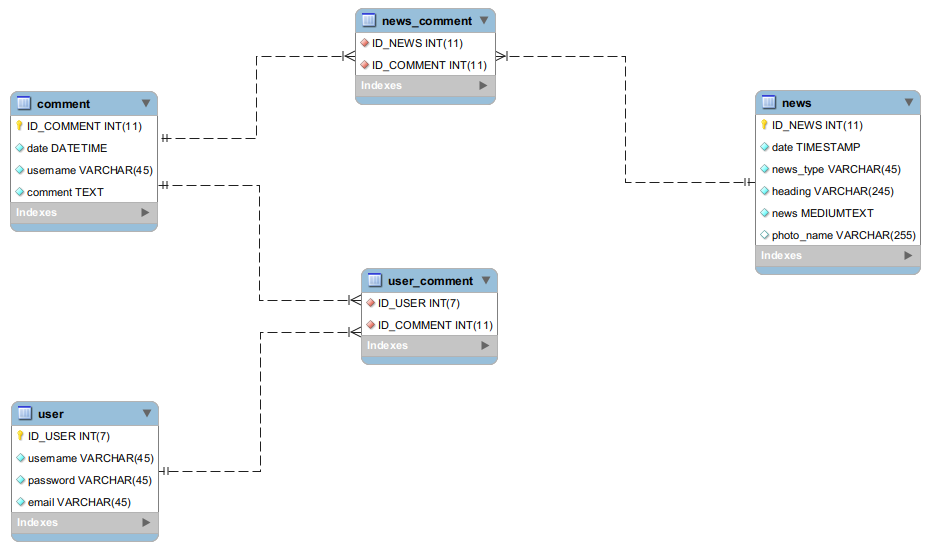 news_comment
ID_NEWS INT(11)
ID_COMMENT INT(11)
Indexes
comment
ID_COMMENT INT(11)
date DATETIME
username VARCHAR(45)
comment TEXT
Indexes
news
ID_NEWS INT(11)
date TIMESTAMP
news_type VARCHAR(45)
heading VARCHAR(245)
news MEDIUMTEXT
photo_name VARCHAR(255)
Indexes
user_comment
ID_USER INT(7)
ID_COMMENT INT(11)
Indexes
user
ID_USER INT(7)
username VARCHAR(45)
password VARCHAR(45)
email VARCHAR(45)
Indexes